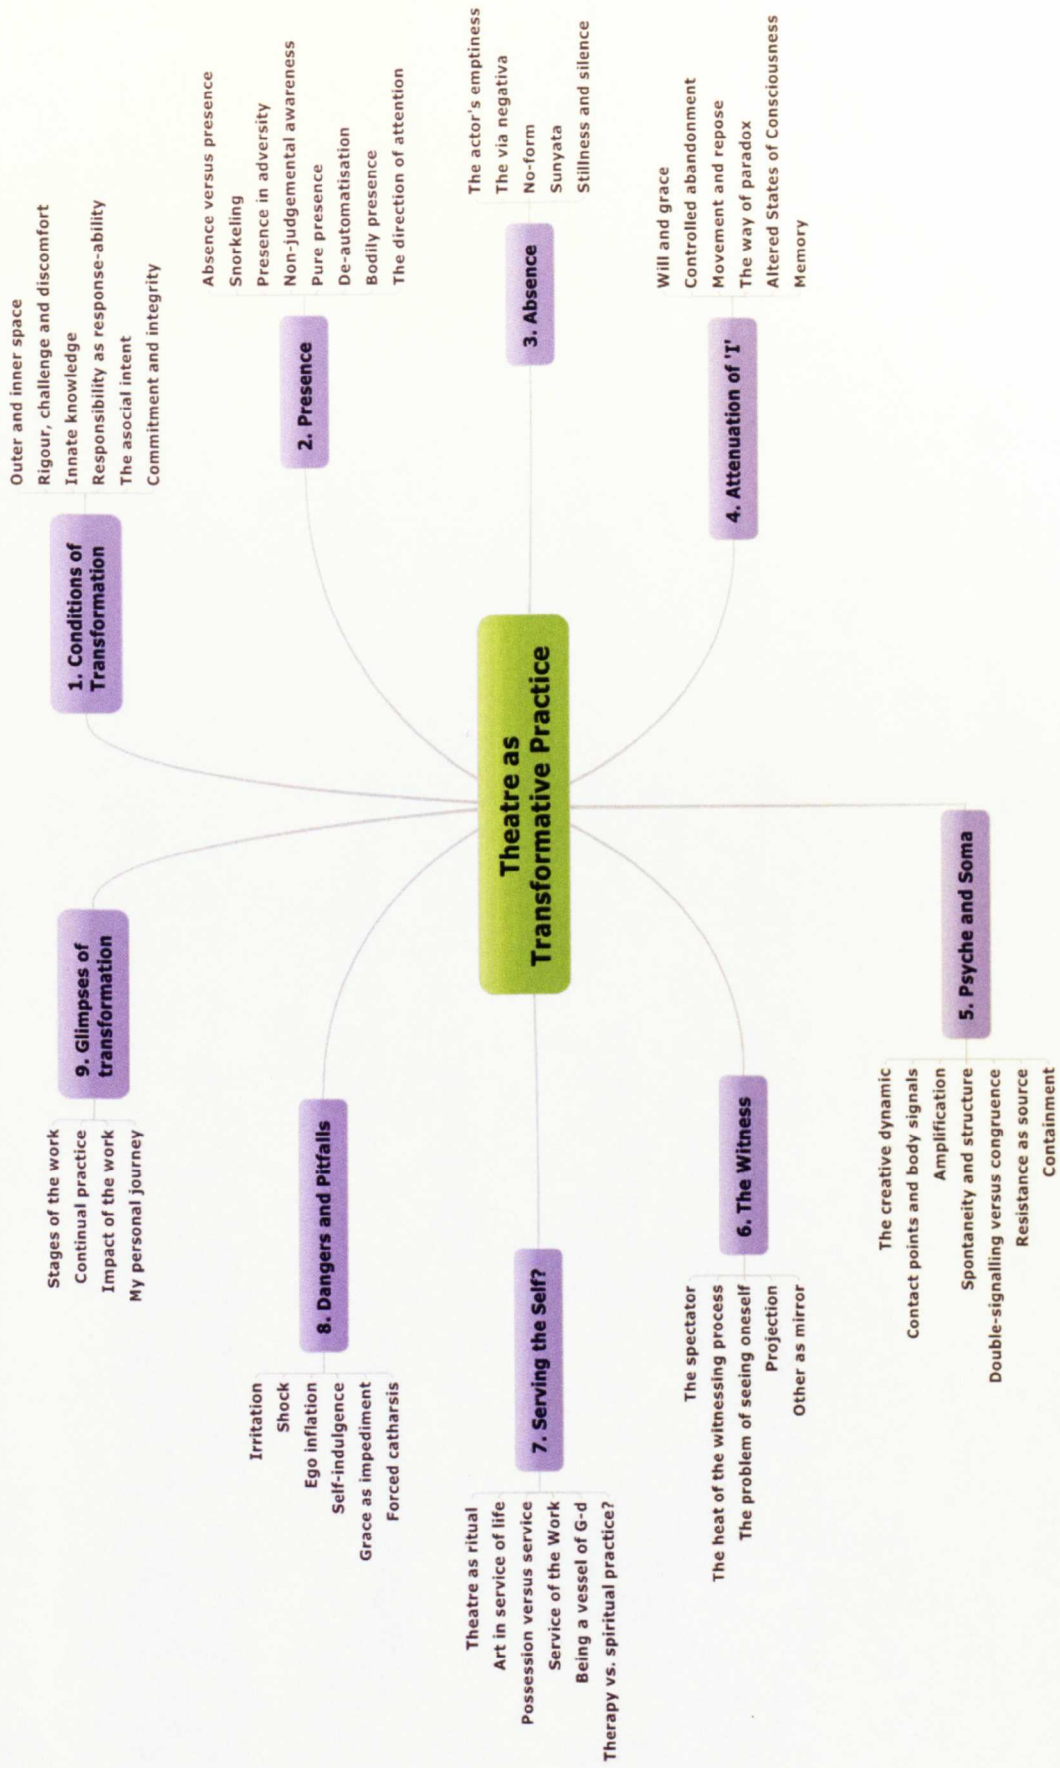 Theatre as
Transformative Practice
1. Conditions of
Transformation
Outer and inner space
Rigour, challenge and discomfort
Innate knowledge
Responsibility as response-ability
The asocial intent
Commitment and integrity
2. Presence
Absence versus presence
Snorkeling
Presence in adversity
Non-judgemental awareness
Pure presence
De-automatisation
Bodily presence
The direction of attention
3. Absence
The actor's emptiness
The via negativa
No-form
Sunyata
Stillness and silence
4. Attenuation of 'I'
Will and grace
Controlled abandonment
Movement and repose
The way of paradox
Altered States of Consciousness
Memory
5. Psyche and Soma
The creative dynamic
Contact points and body signals
Amplification
Spontaneity and structure
Double-signalling versus congruence
Resistance as source
Containment
6. The Witness
The spectator
The heat of the witnessing process
The problem of seeing oneself
Projection
Other as mirror
7. Serving the Self?
Theatre as ritual
Art in service of life
Possession versus service
Service of the Work
Being a vessel of G-d
Therapy vs. spiritual practice?
8. Dangers and Pitfalls
Irritation
Shock
Ego inflation
Self-indulgence
Grace as impediment
Forced catharsis
9. Glimpses of
transformation
Stages of the work
Continual practice
Impact of the work
My personal journey